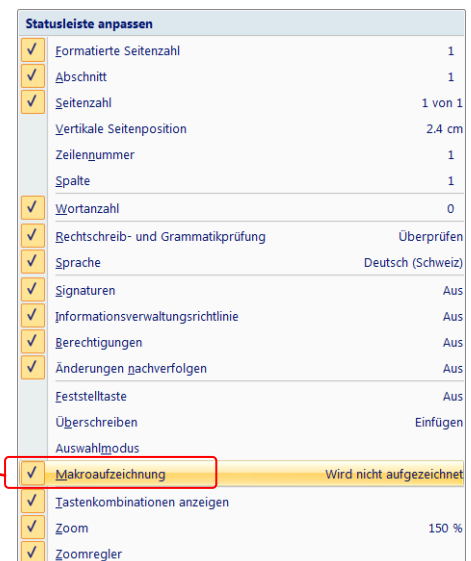 Statusleiste anpassen
Formatierte Seitenzahl 1
Abschnitt 1
Seitenzahl 1 von 1
Vertikale Seitenposition 2.4 cm
Zeilennummer 1
Spalte 1
Wortanzahl 0
Rechtschreib- und Grammatikprüfung Überprüfen
Sprache Deutsch (Schweiz)
Signaturen Aus
Informationsverwaltungsrichtlinie Aus
Berechtigungen Aus
Änderungen nachverfolgen Aus
Feststelltaste Aus
Überschreiben Einfügen
Auswahlmodus
Makroaufzeichnung Wird nicht aufgezeichnet
Tastenkombinationen anzeigen
Zoom 150 %
Zoomregler